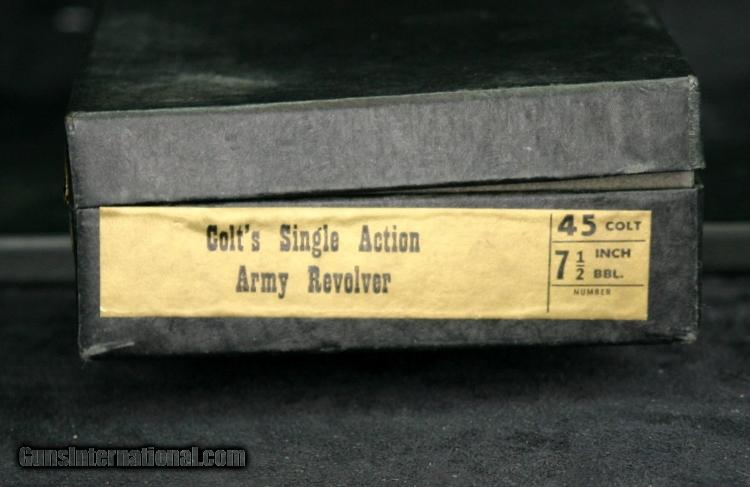 Colt's Single Action
Army Revolver
45 COLT
7 1/2 INCH
BBL.
NUMBER
GunsInternational.com